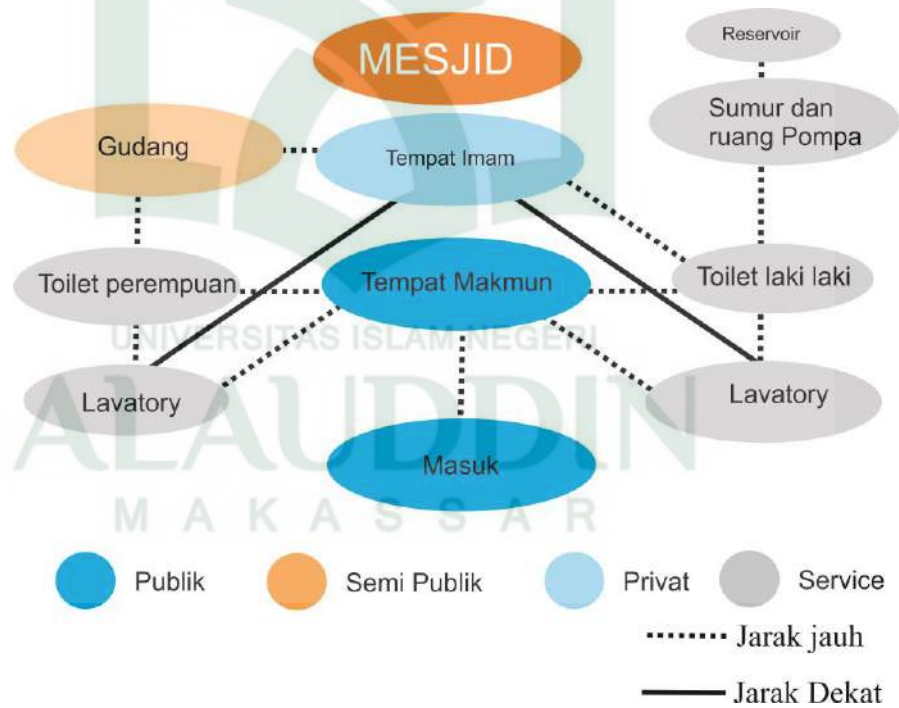 Reservoir
MESJID
Sumur dan
ruang Pompa
Gudang
Tempat Imam
Toilet perempuan
Tempat Makmun
Toilet laki laki
UNIVERSITAS ISLAM NEGERI
Lavatory
Lavatory
ALAUDDIN
Masuk
MAKASSAR
Publik
Semi Publik
Privat
Service
Jarak jauh
Jarak Dekat